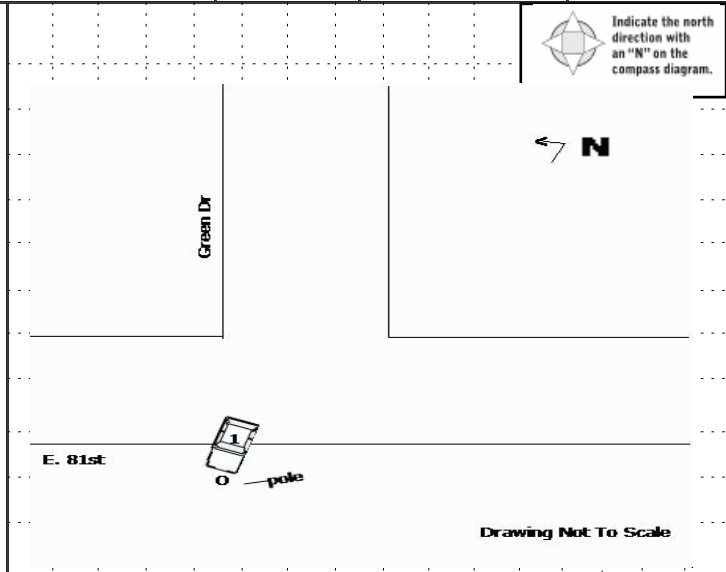 Indicate the north
direction with
an "N" on the
compass diagram.
N
Green Dr
1
E. 81st
O
pole
Drawing Not To Scale